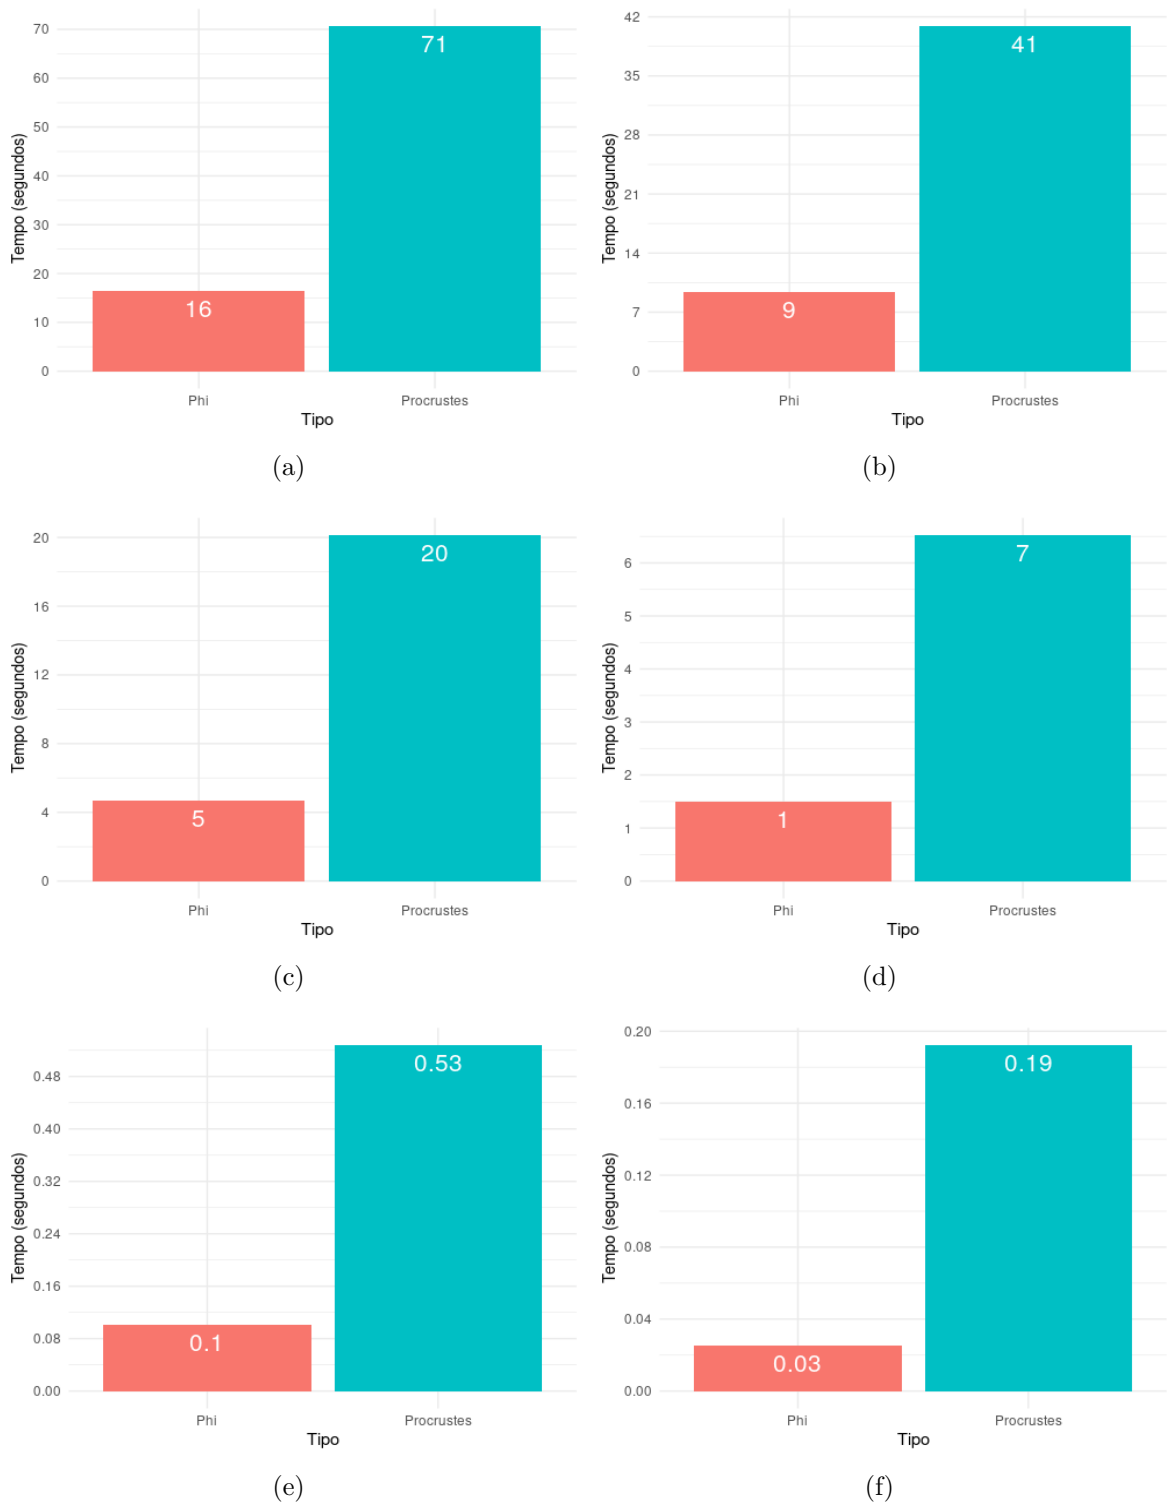 Tempo (segundos)
70
60
50
40
30
20
10
0
71
16
Phi
Procrustes
Tipo
(a)
Tempo (segundos)
42
35
28
21
14
7
0
41
9
Phi
Procrustes
Tipo
(b)
Tempo (segundos)
20
16
12
8
4
0
20
5
Phi
Procrustes
Tipo
(c)
Tempo (segundos)
6
5
4
3
2
1
0
7
1
Phi
Procrustes
Tipo
(d)
Tempo (segundos)
0.48
0.40
0.32
0.24
0.16
0.08
0.00
0.53
0.1
Phi
Procrustes
Tipo
(e)
Tempo (segundos)
0.20
0.16
0.12
0.08
0.04
0.00
0.19
0.03
Phi
Procrustes
Tipo
(f)